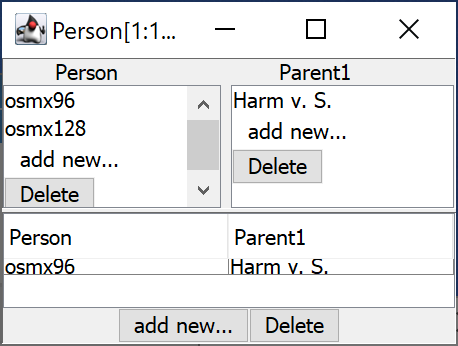 Person[1:1...
Person Parent1
osmx96 Harm v. S.
osmx128 add new...
add new... Delete
Delete
Person Parent1
osmx96 Harm v. S.
add new... Delete